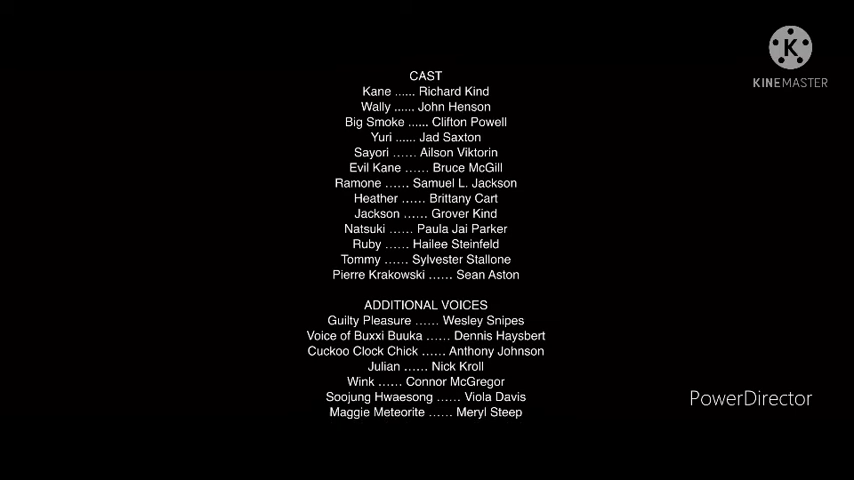 KINEMASTER
CAST
Kane ...... Richard Kind
Wally ...... John Henson
Big Smoke ...... Clifton Powell
Yuri ...... Jad Saxton
Sayori …… Ailson Viktorin
Evil Kane …… Bruce McGill
Ramone …… Samuel L. Jackson
Heather …… Brittany Cart
Jackson …… Grover Kind
Natsuki …… Paula Jai Parker
Ruby …… Hailee Steinfeld
Tommy …… Sylvester Stallone
Pierre Krakowski …… Sean Aston
ADDITIONAL VOICES
Guilty Pleasure …… Wesley Snipes
Voice of Buxxi Buuka …… Dennis Haysbert
Cuckoo Clock Chick …… Anthony Johnson
Julian …… Nick Kroll
Wink …… Connor McGregor
Soojung Hwaesong …… Viola Davis
Maggie Meteorite …… Meryl Steep
PowerDirector